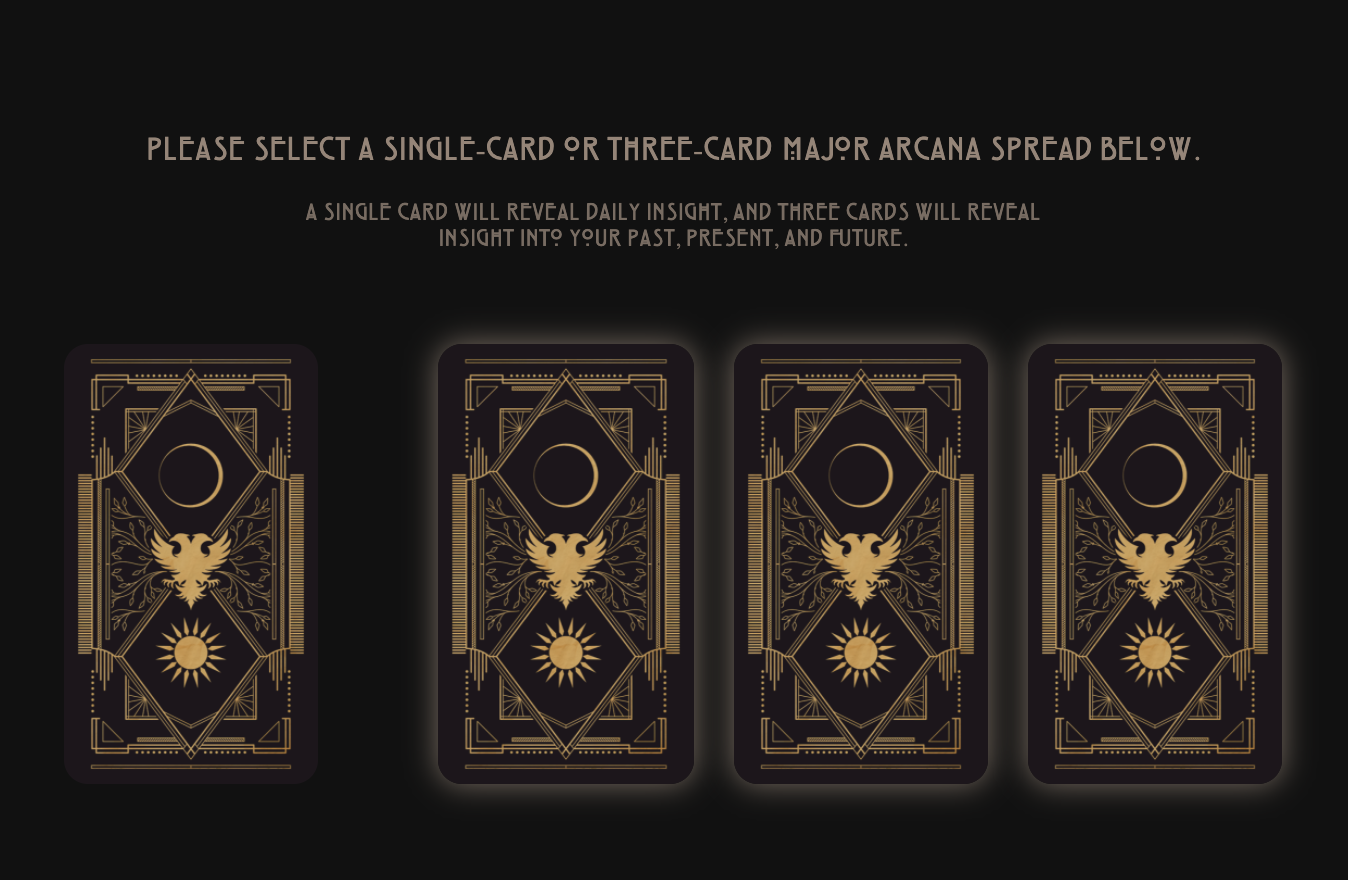 PLEASE SELECT A SINGLE-CARD OR THREE-CARD MAJOR ARCANA SPREAD BELOW.
A SINGLE CARD WILL REVEAL DAILY INSIGHT, AND THREE CARDS WILL REVEAL
INSIGHT INTO YOUR PAST, PRESENT, AND FUTURE.